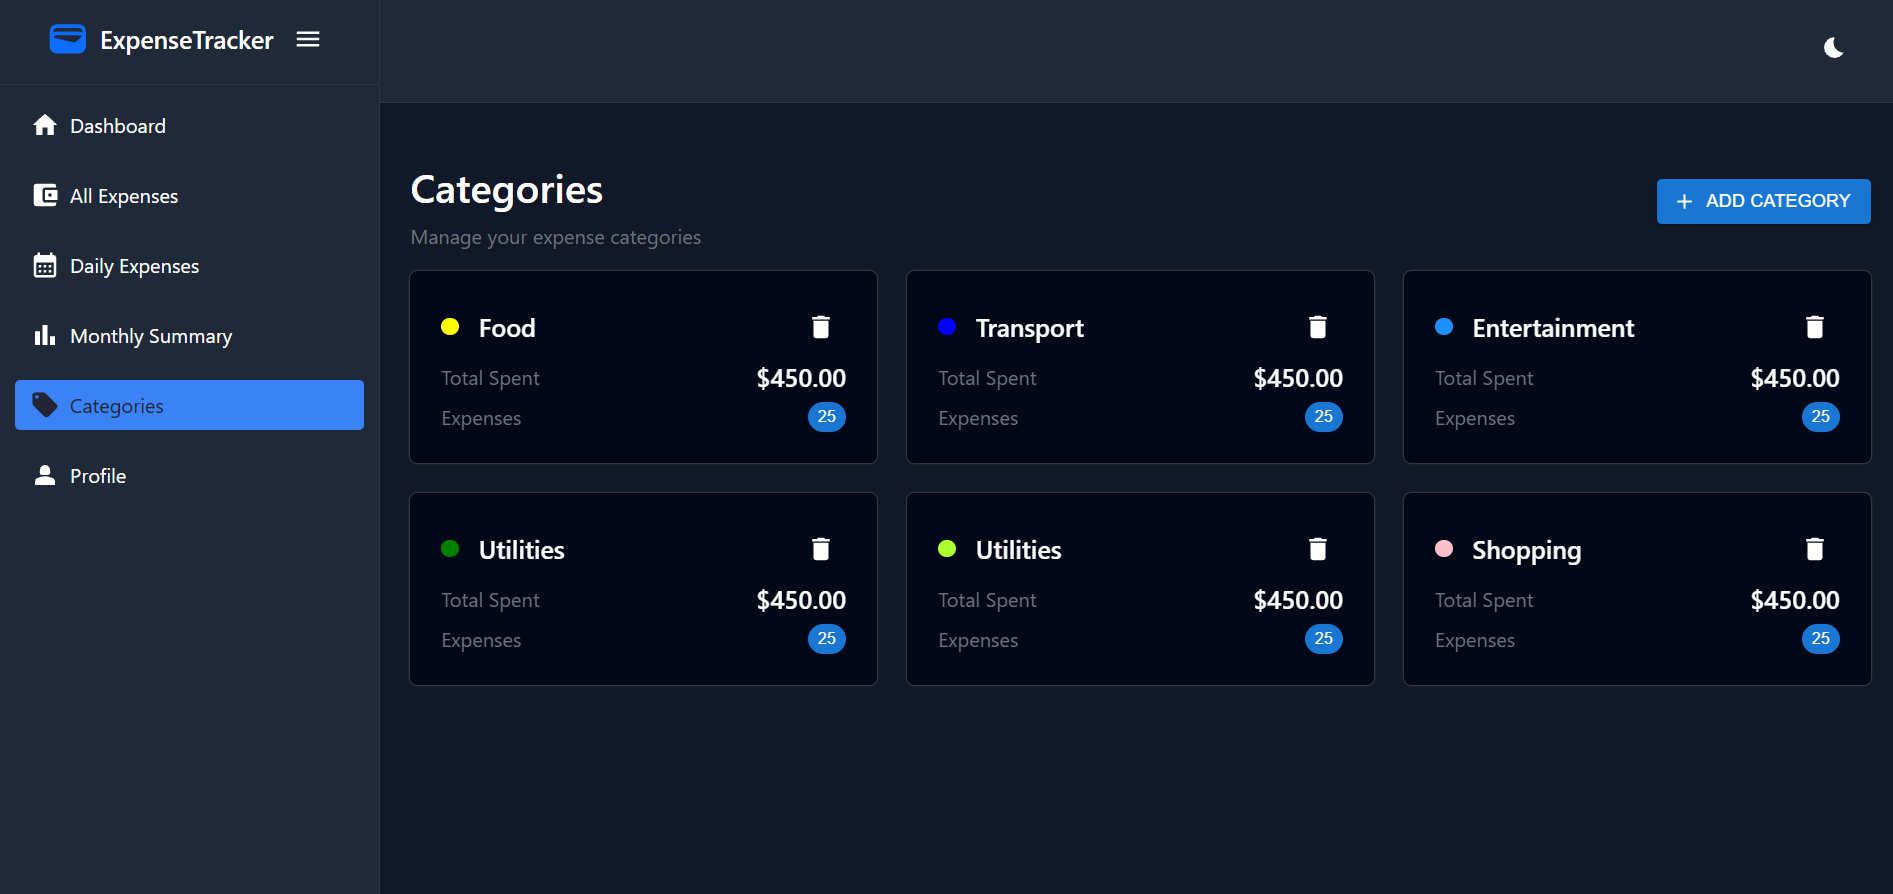 ExpenseTracker
Dashboard
All Expenses
Daily Expenses
Monthly Summary
Categories
Profile
Categories
Manage your expense categories
ADD CATEGORY
Food
Total Spent $450.00
Expenses 25
Transport
Total Spent $450.00
Expenses 25
Entertainment
Total Spent $450.00
Expenses 25
Utilities
Total Spent $450.00
Expenses 25
Utilities
Total Spent $450.00
Expenses 25
Shopping
Total Spent $450.00
Expenses 25